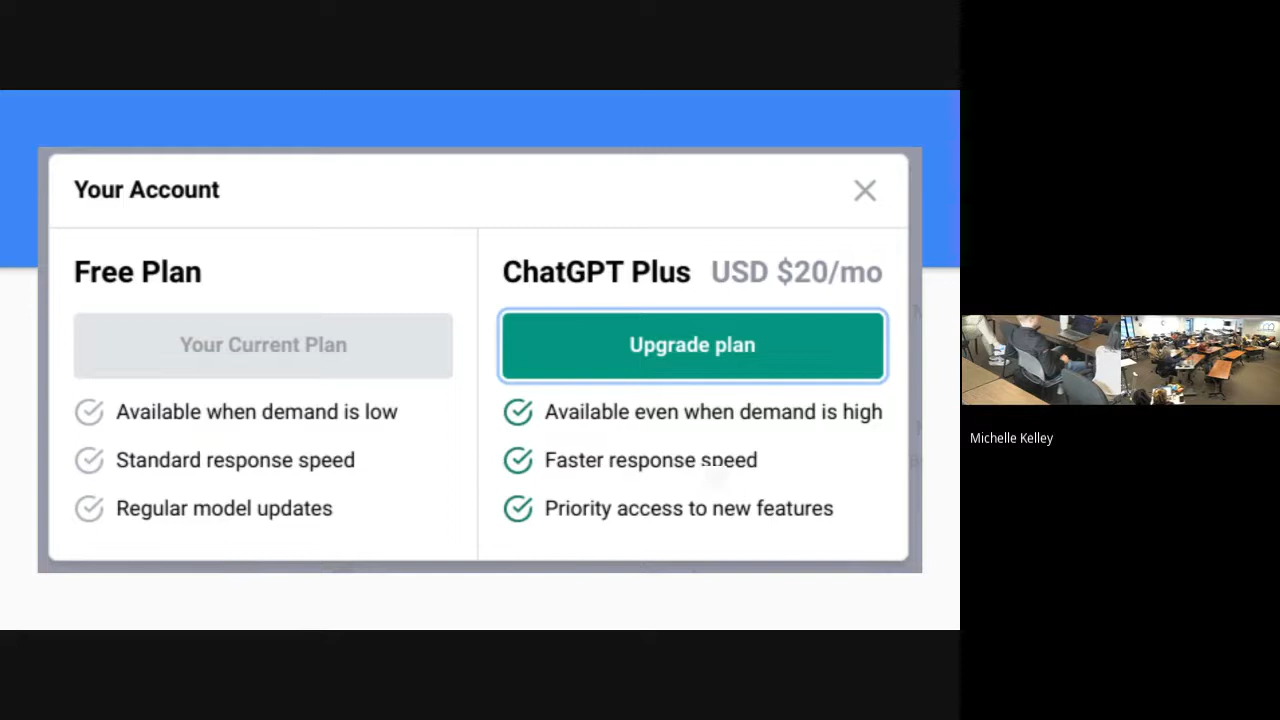 Your Account
Free Plan
Your Current Plan
Available when demand is low
Standard response speed
Regular model updates
ChatGPT Plus USD $20/mo
Upgrade plan
Available even when demand is high
Faster response speed
Priority access to new features
Michelle Kelley